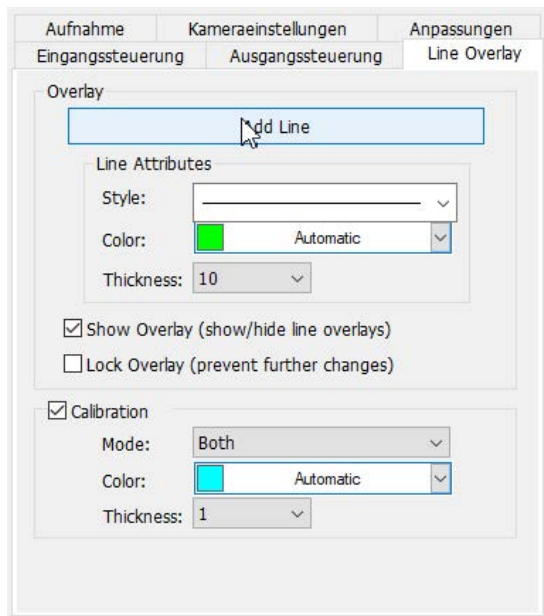 Aufnahme Kameraeinstellungen Anpassungen
Eingangssteuerung Ausgangssteuerung Line Overlay
Overlay
Add Line
Line Attributes
Style:
Color: Automatic
Thickness: 10
Show Overlay (show/hide line overlays)
Lock Overlay (prevent further changes)
Calibration
Mode: Both
Color: Automatic
Thickness: 1